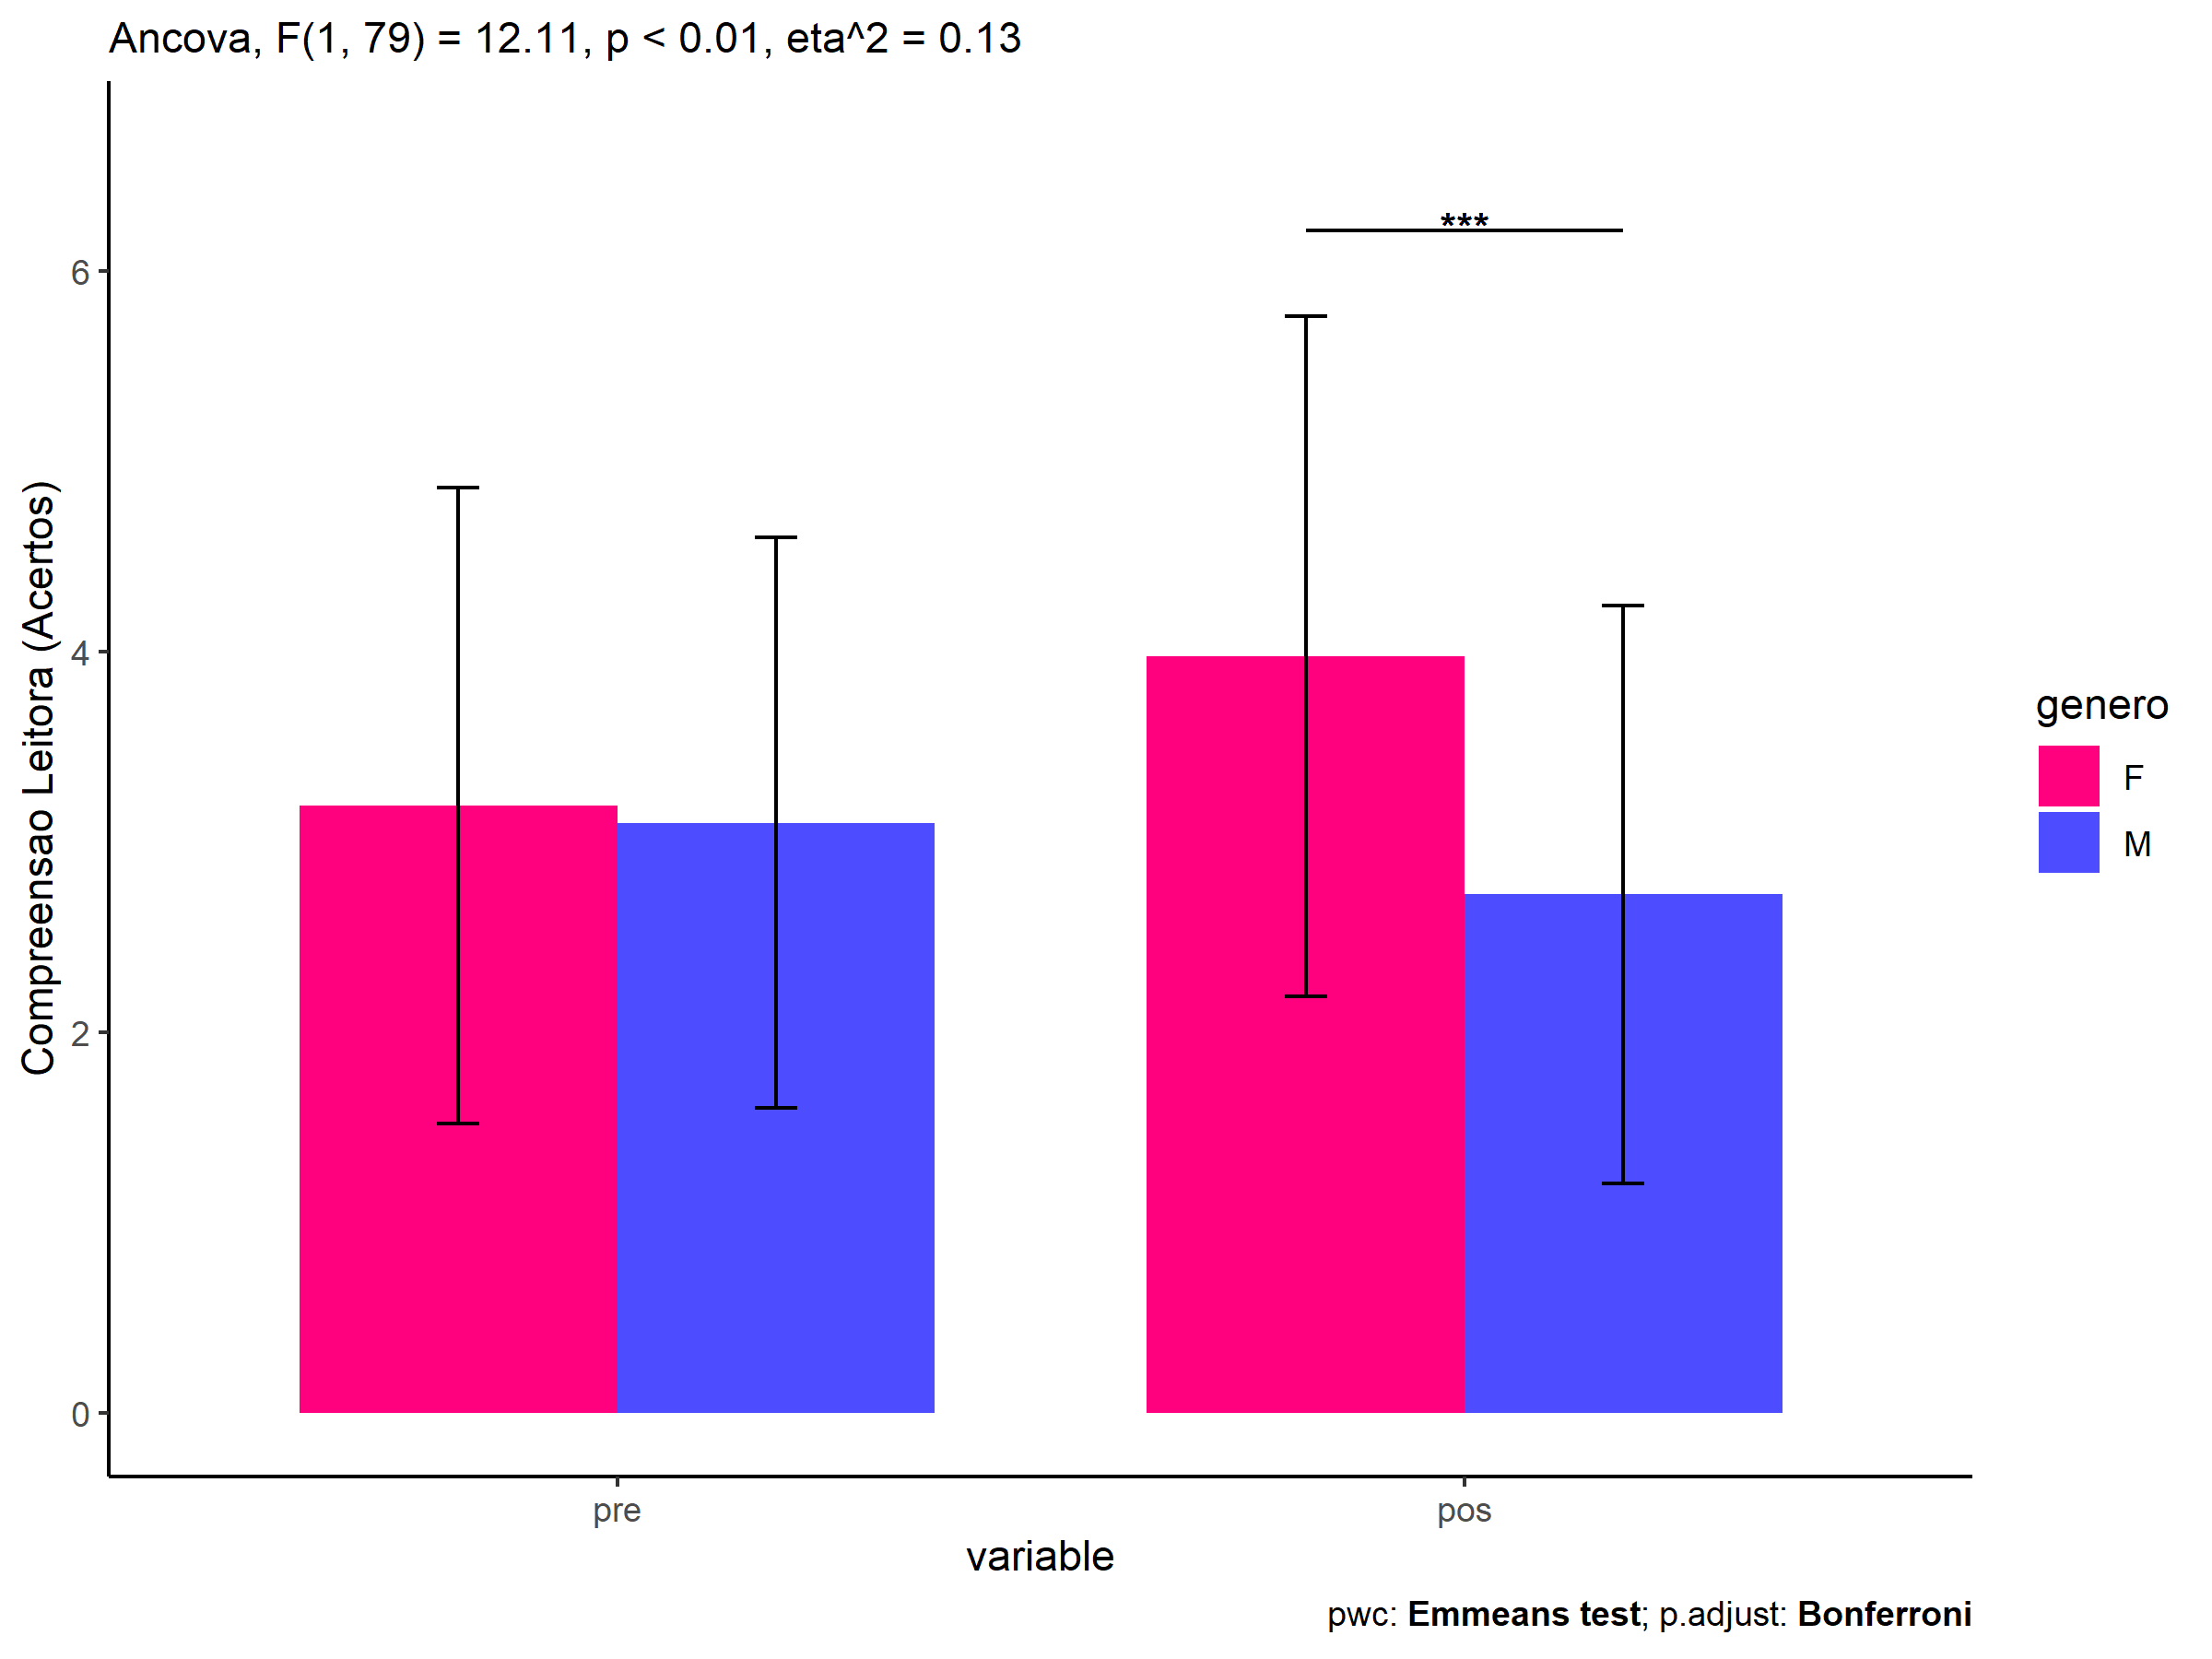 Ancova, F(1, 79) = 12.11, p < 0.01, eta^2 = 0.13
Compreensao Leitora (Acertos)
6
4
2
0
***
pre
pos
variable
genero
F
M
pwc: Emmeans test; p.adjust: Bonferroni